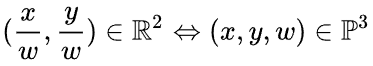 (x/w, y/w) ∈ ℝ² ⇔ (x, y, w) ∈ ℙ³